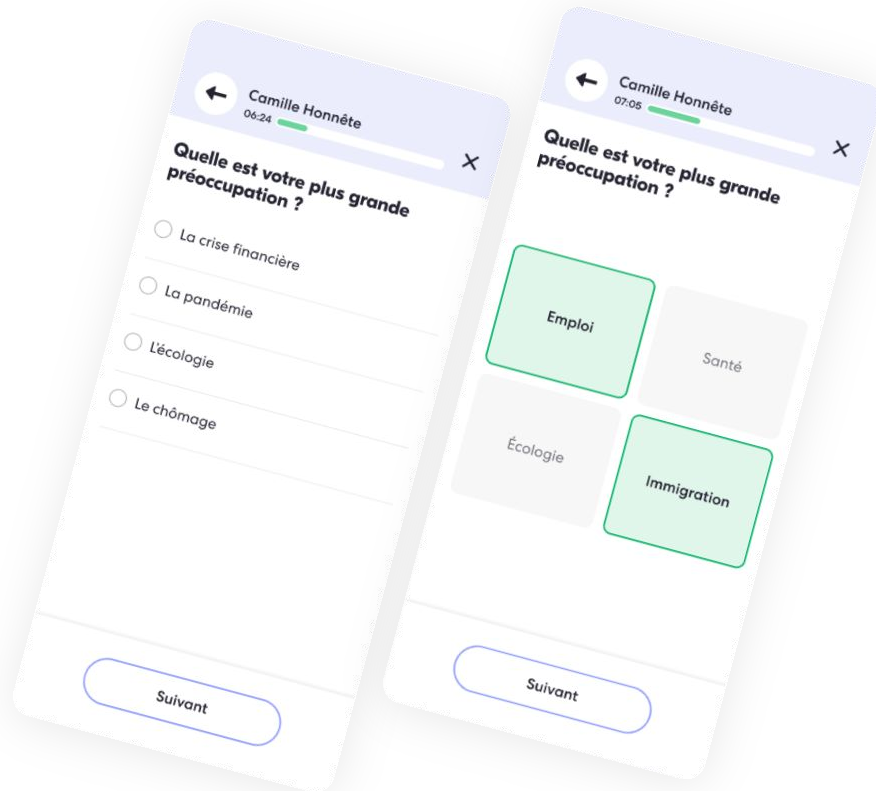 Camille Honnête
06:24
Quelle est votre plus grande
préoccupation ?
La crise financière
La pandémie
L'écologie
Le chômage
Suivant
Camille Honnête
07:05
Quelle est votre plus grande
préoccupation ?
Emploi
Santé
Écologie
Immigration
Suivant